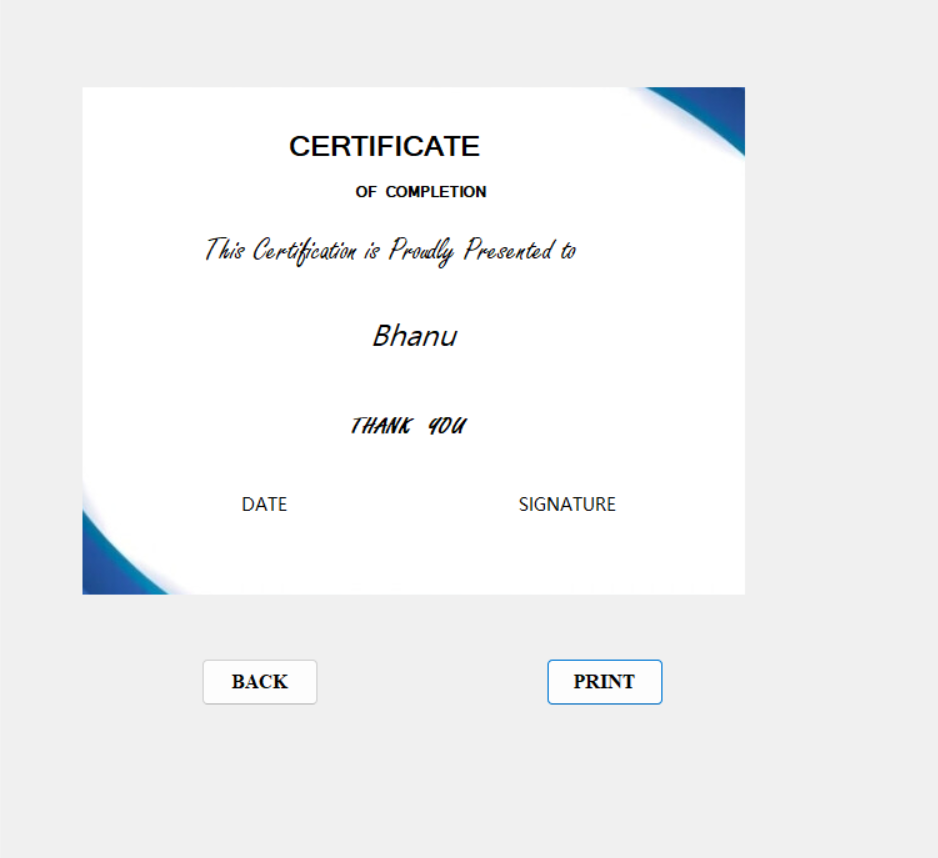 CERTIFICATE
OF COMPLETION
This Certification is Proudly Presented to
Bhanu
THANK YOU
DATE SIGNATURE
BACK PRINT